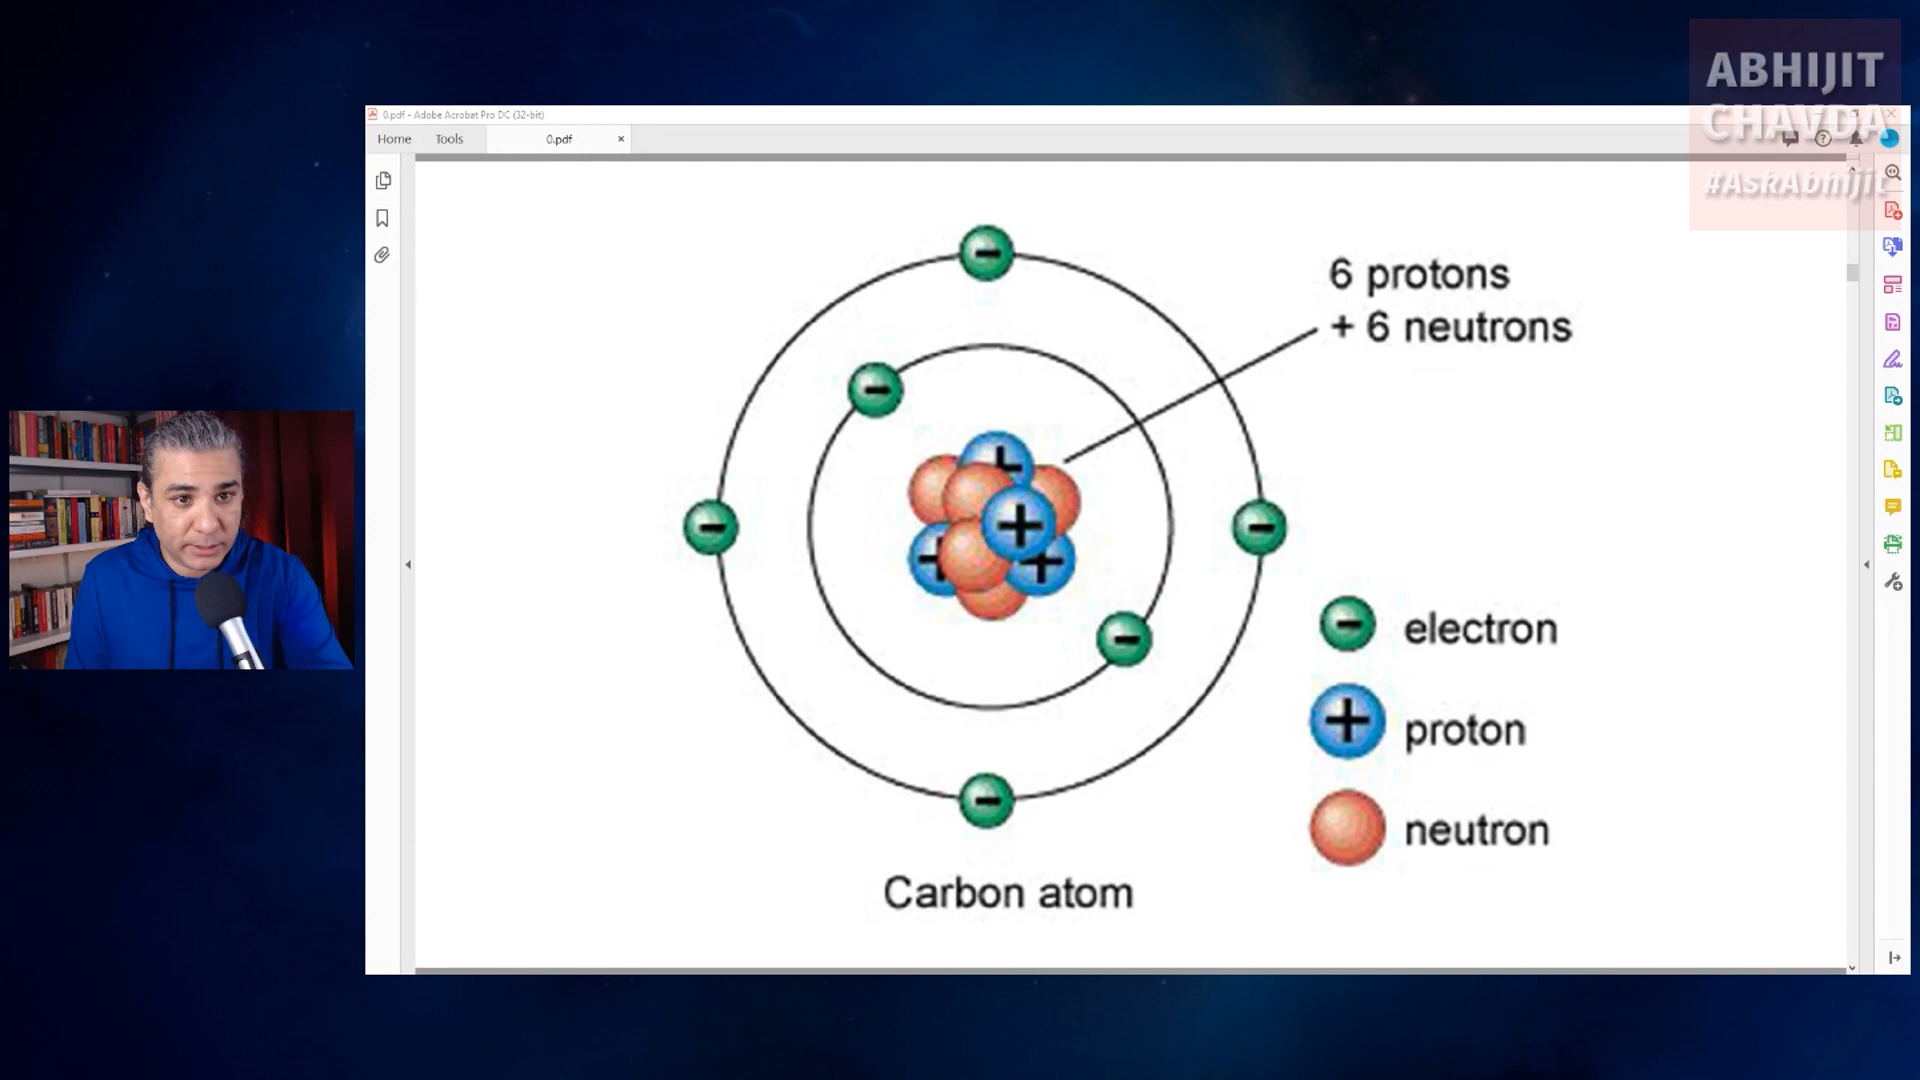 ABHIJIT
CHAVDA
#AskAbhijit
0.pdf - Adobe Acrobat Pro DC (32-bit)
Home
Tools
0.pdf
6 protons
+ 6 neutrons
electron
proton
neutron
Carbon atom